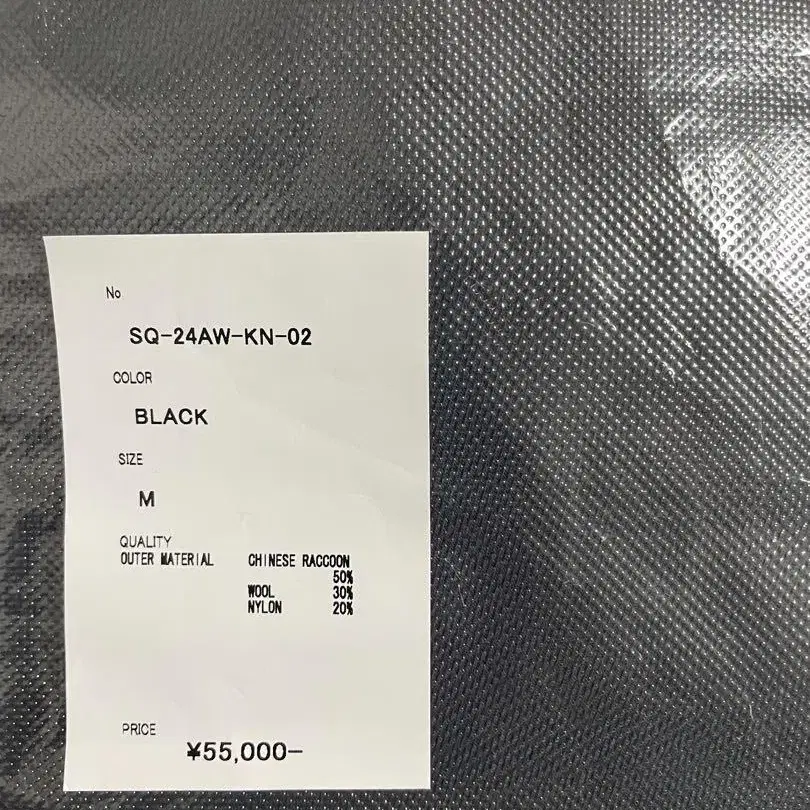 No
SQ-24AW-KN-02
COLOR
BLACK
SIZE
M
QUALITY
OUTER MATERIAL CHINESE RACCOON
50%
WOOL 30%
NYLON 20%
PRICE
¥55,000-